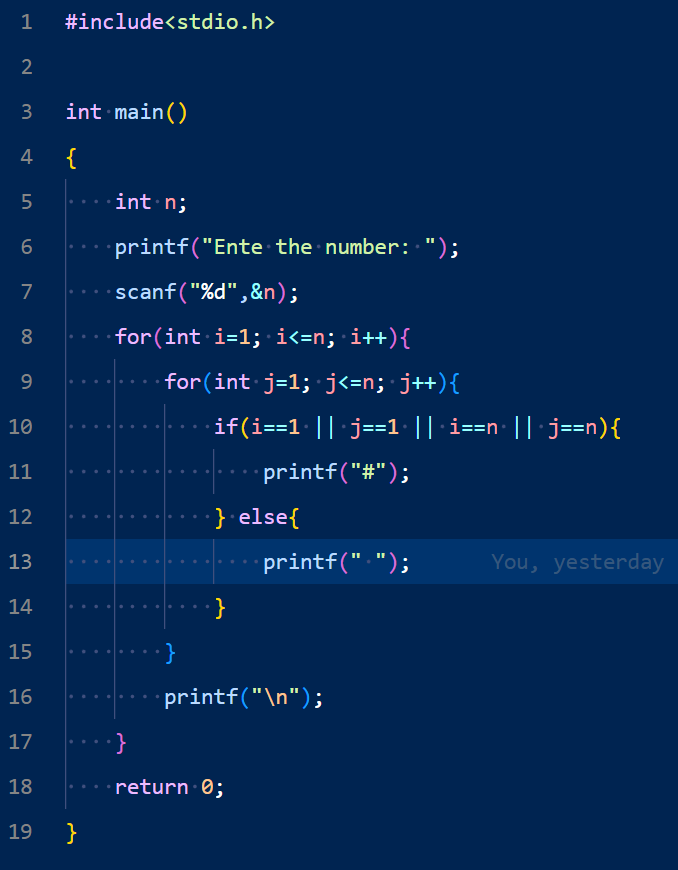 1 #include<stdio.h>
2
3 int main()
4 {
5     int n;
6     printf("Ente the number: ");
7     scanf("%d",&n);
8     for(int i=1; i<=n; i++){
9         for(int j=1; j<=n; j++){
10             if(i==1 || j==1 || i==n || j==n){
11                 printf("#");
12             } else{
13                 printf(" ");      You, yesterday
14             }
15         }
16         printf("\n");
17     }
18     return 0;
19 }